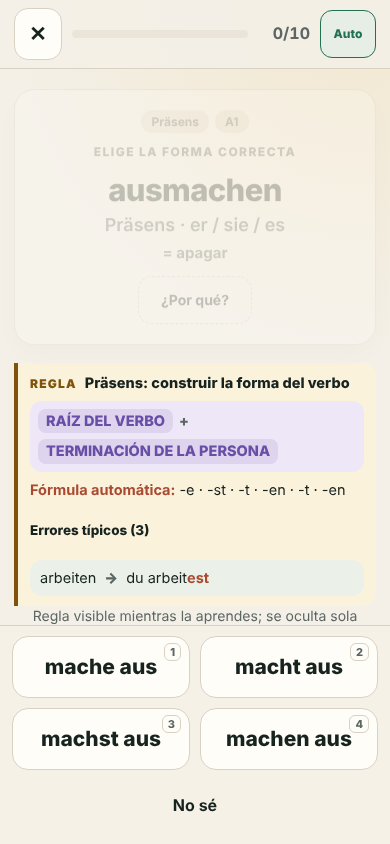 ✕ 0/10 Auto
Präsens A1
ELIGE LA FORMA CORRECTA
ausmachen
Präsens · er / sie / es
= apagar
¿Por qué?
REGLA Präsens: construir la forma del verbo
RAÍZ DEL VERBO +
TERMINACIÓN DE LA PERSONA
Fórmula automática: -e · -st · -t · -en · -t · -en
Errores típicos (3)
arbeiten → du arbeitest
Regla visible mientras la aprendes; se oculta sola
mache aus 1
macht aus 2
machst aus 3
machen aus 4
No sé